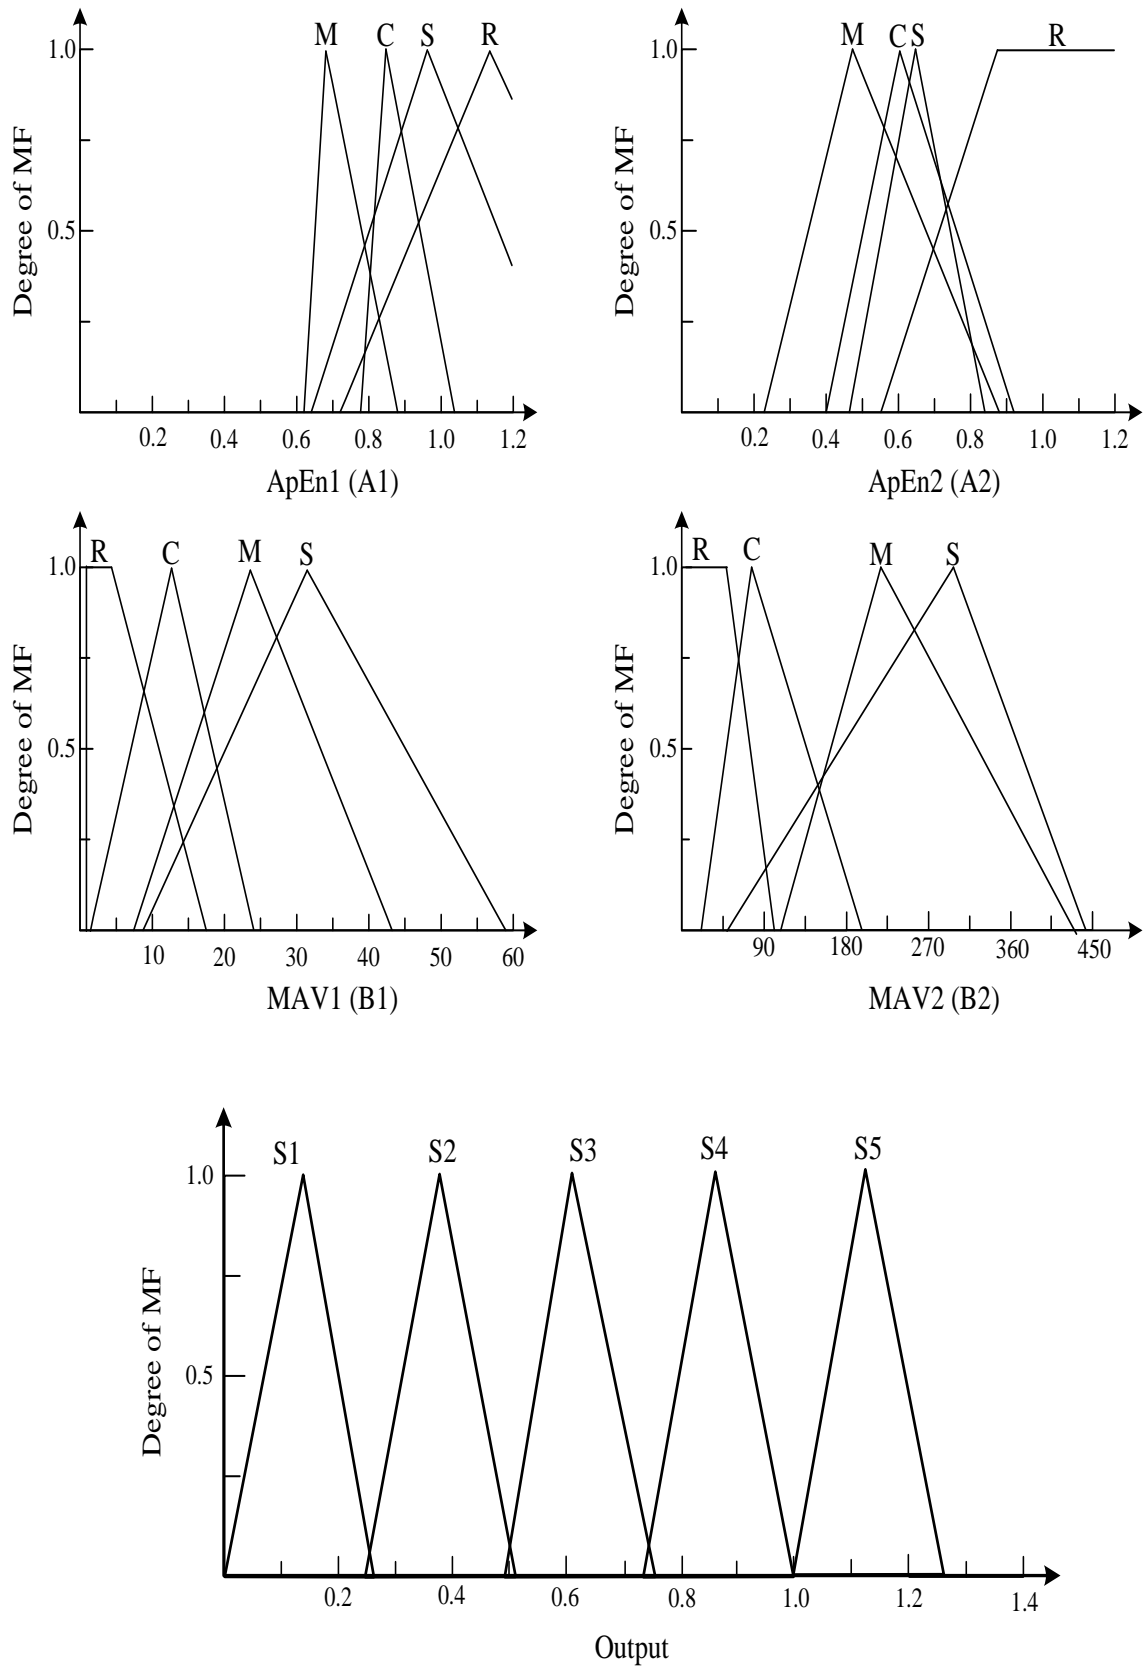 M C S R
1.0
0.5
Degree of MF
0.2 0.4 0.6 0.8 1.0 1.2
ApEn1 (A1)
M C S R
1.0
0.5
Degree of MF
0.2 0.4 0.6 0.8 1.0 1.2
ApEn2 (A2)
R C M S
1.0
0.5
Degree of MF
10 20 30 40 50 60
MAV1 (B1)
R C M S
1.0
0.5
Degree of MF
90 180 270 360 450
MAV2 (B2)
S1 S2 S3 S4 S5
1.0
0.5
Degree of MF
0.2 0.4 0.6 0.8 1.0 1.2 1.4
Output